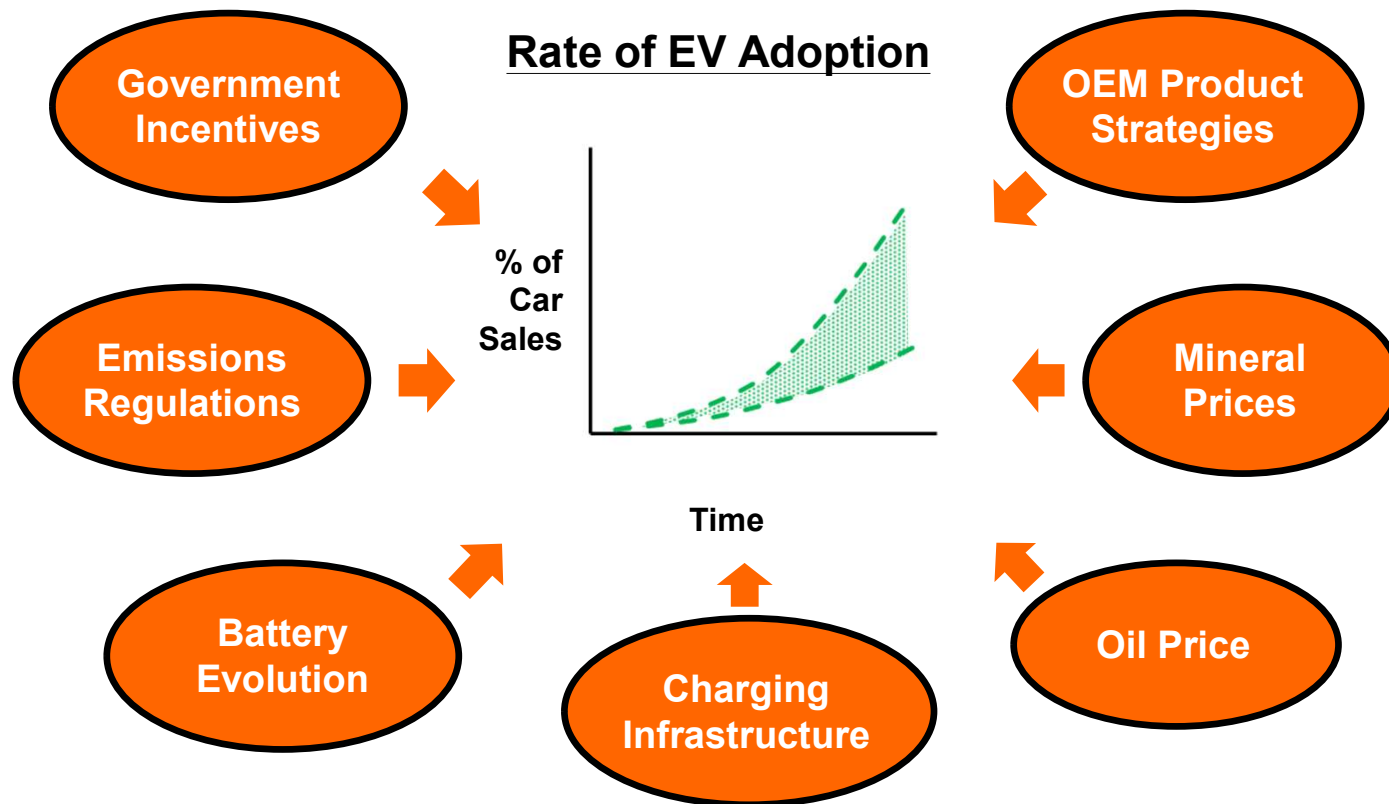 Rate of EV Adoption
Government
Incentives
OEM Product
Strategies
% of
Car
Sales
Emissions
Regulations
Mineral
Prices
Time
Battery
Evolution
Charging
Infrastructure
Oil Price